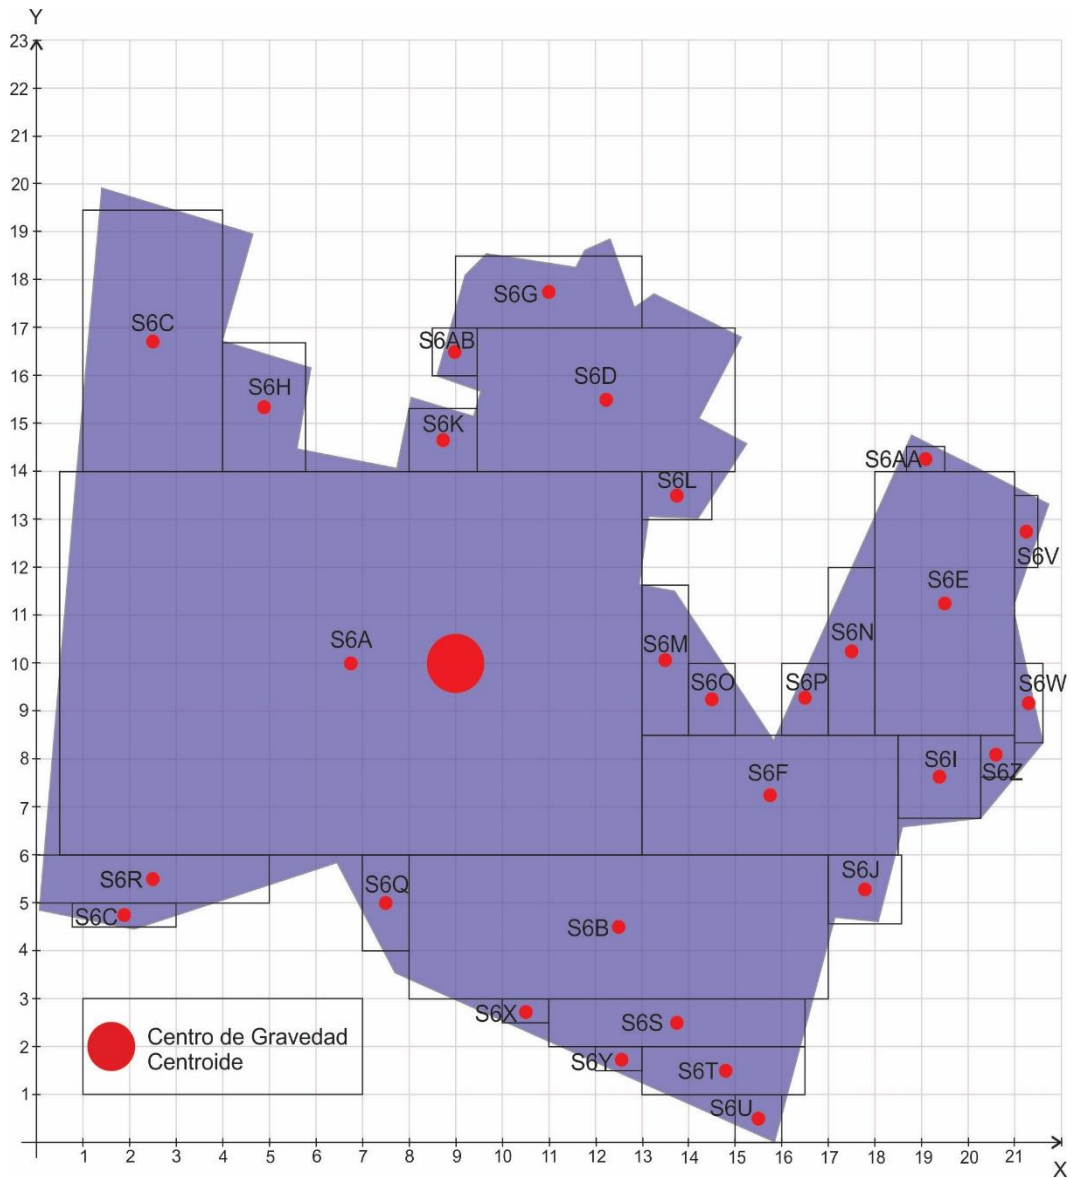 Y
23
22
21
20
19
18
S6G
17
S6C
S6AB
16
S6H
S6D
15
S6K
14
S6AA
S6L
13
S6V
12
S6E
11
S6A
S6M
S6N
10
S6O
S6P
S6W
9
8
S6F
S6I
S6Z
7
6
S6R
S6Q
S6J
5
S6C
S6B
4
3
S6X
S6S
Centro de Gravedad
Centroide
2
S6Y
S6T
1
S6U
1 2 3 4 5 6 7 8 9 10 11 12 13 14 15 16 17 18 19 20 21
X